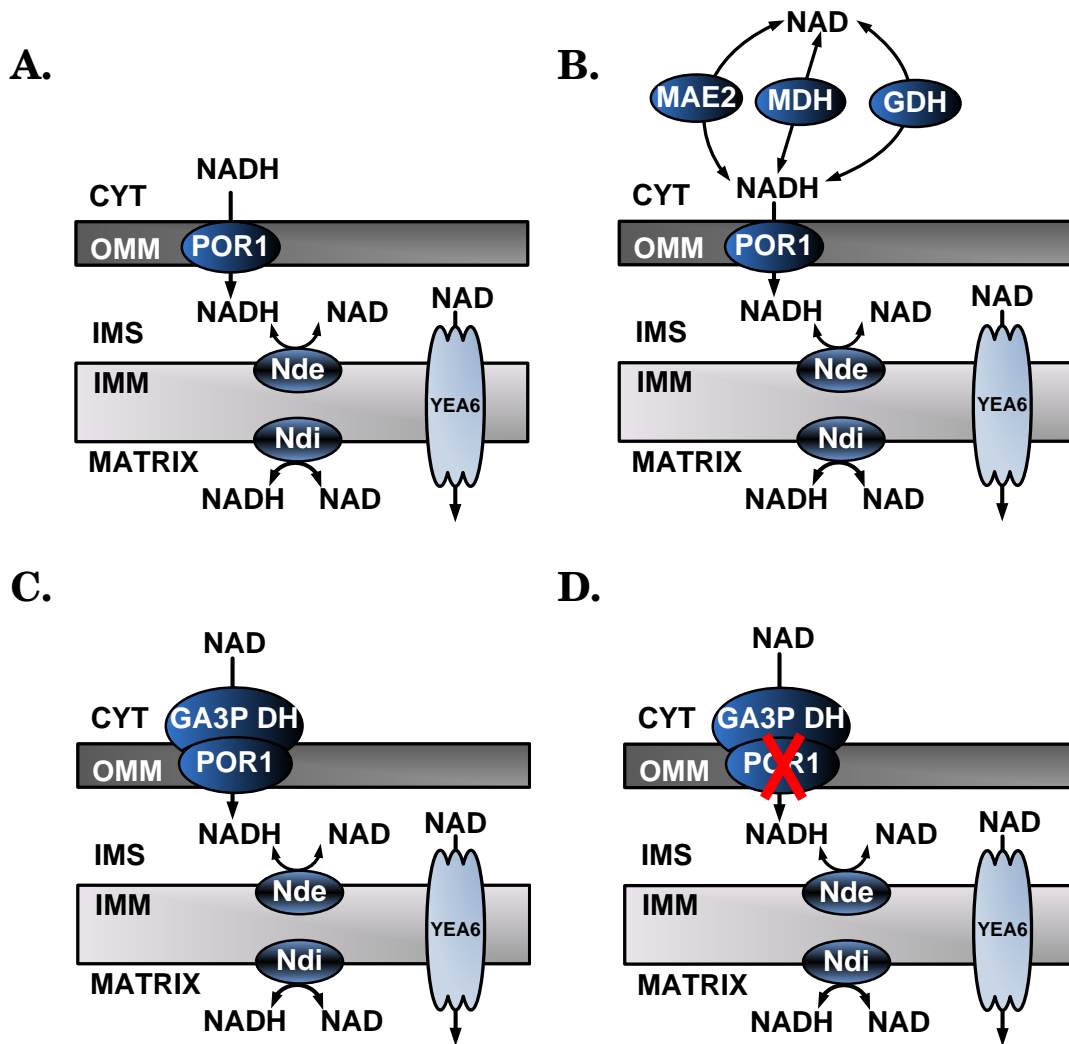 A.
NADH
CYT
OMM POR1
NADH NAD
NAD
IMS
Nde
IMM
YEA6
Ndi
MATRIX
NADH NAD
B.
NAD
MAE2 MDH GDH
NADH
CYT
OMM POR1
NADH NAD
NAD
IMS
Nde
IMM
YEA6
Ndi
MATRIX
NADH NAD
C.
NAD
CYT GA3P DH
OMM POR1
NADH NAD
NAD
IMS
Nde
IMM
YEA6
Ndi
MATRIX
NADH NAD
D.
NAD
CYT GA3P DH
OMM POR1
NADH NAD
NAD
IMS
Nde
IMM
YEA6
Ndi
MATRIX
NADH NAD